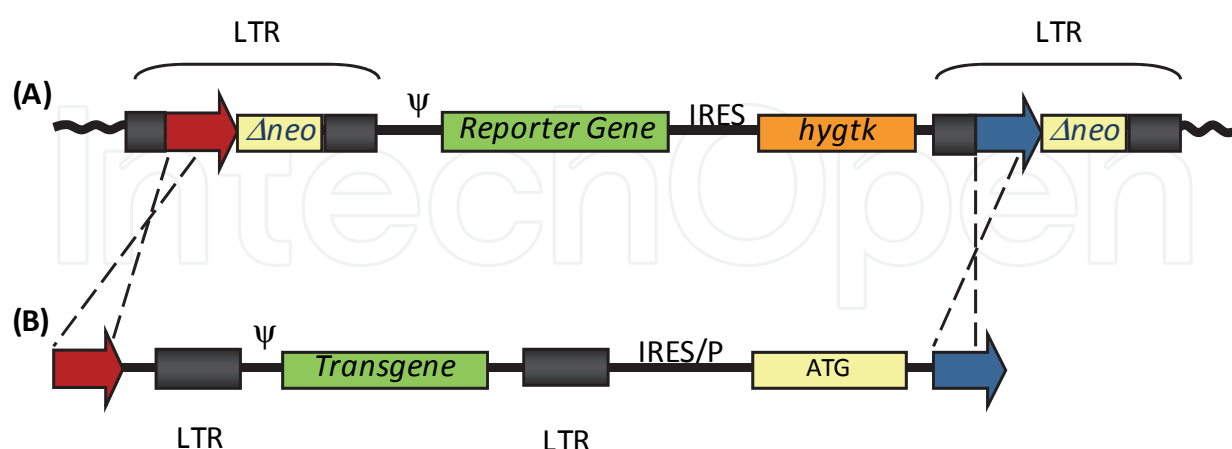 LTR LTR
(A) Ψ IRES
Δneo Reporter Gene hygtk Δneo
IntechOpen
(B) Ψ IRES/P
Transgene ATG
LTR LTR